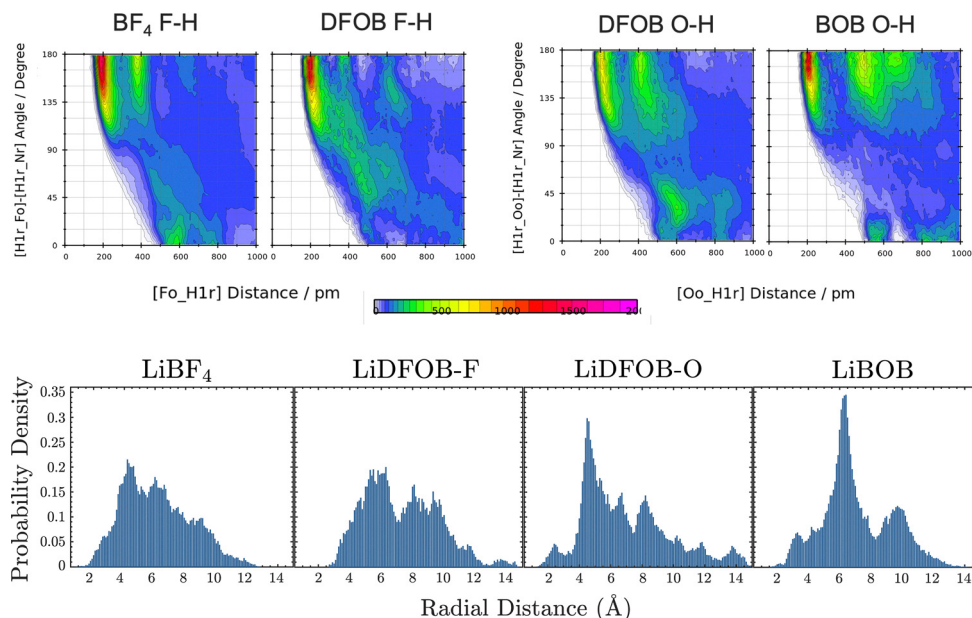 BF4 F-H
DFOB F-H
DFOB O-H
BOB O-H
[H1r_Fo]-[H1r_Nr] Angle / Degree
180
135
90
45
0
0 200 400 600 800 1000
0 200 400 600 800 1000
[Fo_H1r] Distance / pm
[H1r_Oo]-[H1r_Nr] Angle / Degree
180
135
90
45
0
0 200 400 600 800 1000
0 200 400 600 800 1000
[Oo_H1r] Distance / pm
0 500 1000 1500 200
LiBF4
LiDFOB-F
LiDFOB-O
LiBOB
Probability Density
0.35
0.3
0.25
0.2
0.15
0.1
0.05
0
2 4 6 8 10 12 14
2 4 6 8 10 12 14
2 4 6 8 10 12 14
2 4 6 8 10 12 14
Radial Distance (Å)